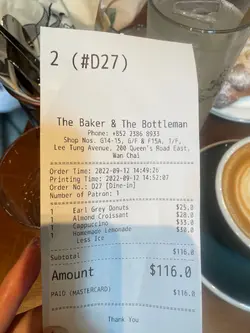 2 (#D27)
The Baker & The Bottleman
Phone: +852 2386 8933
Shop Nos. G14-15, G/F & F15A, 1/F,
Lee Tung Avenue, 200 Queen's Road East,
Wan Chai
Order Time: 2022-09-12 14:49:26
Printing Time: 2022-09-12 14:52:07
Order No.: D27 [Dine-in]
Number of Patron: 1
1 Earl Grey Donuts $25.0
1 Almond Croissant $28.0
1 Cappuccino $33.0
1 Homemade Lemonade $30.0
Less Ice
Subtotal $116.0
Amount $116.0
PAID (MASTERCARD) $116.0
Thank You